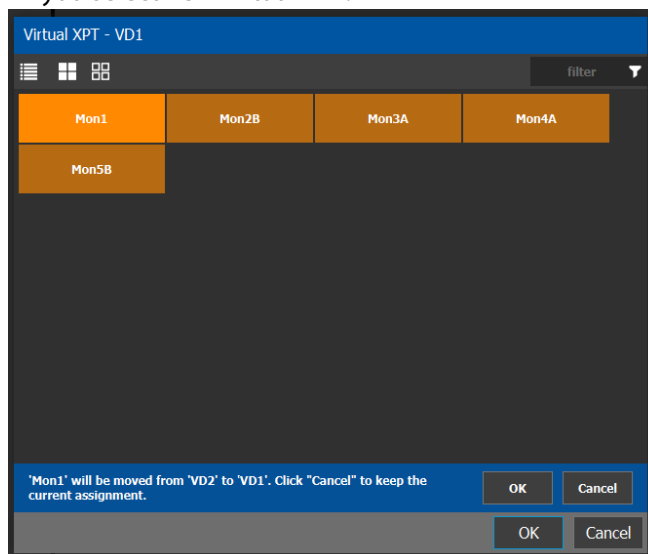 Virtual XPT - VD1
filter
Mon1 Mon2B Mon3A Mon4A
Mon5B
'Mon1' will be moved from 'VD2' to 'VD1'. Click "Cancel" to keep the
current assignment.
OK Cancel
OK Cancel